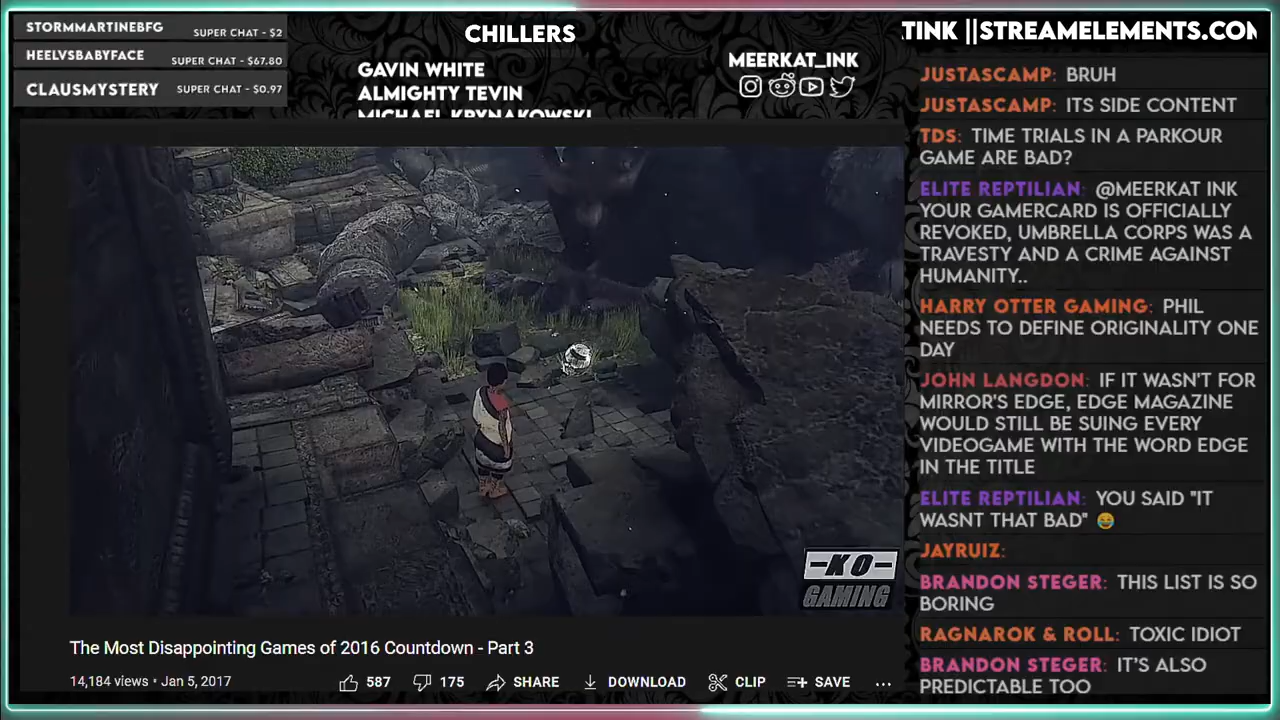 STORMMARTINEBFG SUPER CHAT - $2
HEELVSBABYFACE SUPER CHAT - $67.80
CLAUSMYSTERY SUPER CHAT - $0.97
CHILLERS
GAVIN WHITE
ALMIGHTY TEVIN
MICHAEL KRYNAKOWSKI
MEERKAT_INK
TINK ||STREAMELEMENTS.COM
JUSTASCAMP: BRUH
JUSTASCAMP: ITS SIDE CONTENT
TDS: TIME TRIALS IN A PARKOUR
GAME ARE BAD?
ELITE REPTILIAN: @MEERKAT INK
YOUR GAMERCARD IS OFFICIALLY
REVOKED, UMBRELLA CORPS WAS A
TRAVESTY AND A CRIME AGAINST
HUMANITY..
HARRY OTTER GAMING: PHIL
NEEDS TO DEFINE ORIGINALITY ONE
DAY
JOHN LANGDON: IF IT WASN'T FOR
MIRROR'S EDGE, EDGE MAGAZINE
WOULD STILL BE SUING EVERY
VIDEOGAME WITH THE WORD EDGE
IN THE TITLE
ELITE REPTILIAN: YOU SAID "IT
WASNT THAT BAD" 😂
JAYRUIZ:
BRANDON STEGER: THIS LIST IS SO
BORING
RAGNAROK & ROLL: TOXIC IDIOT
BRANDON STEGER: IT'S ALSO
PREDICTABLE TOO
-KO-
GAMING
The Most Disappointing Games of 2016 Countdown - Part 3
14,184 views • Jan 5, 2017
587 175 SHARE DOWNLOAD CLIP SAVE ...